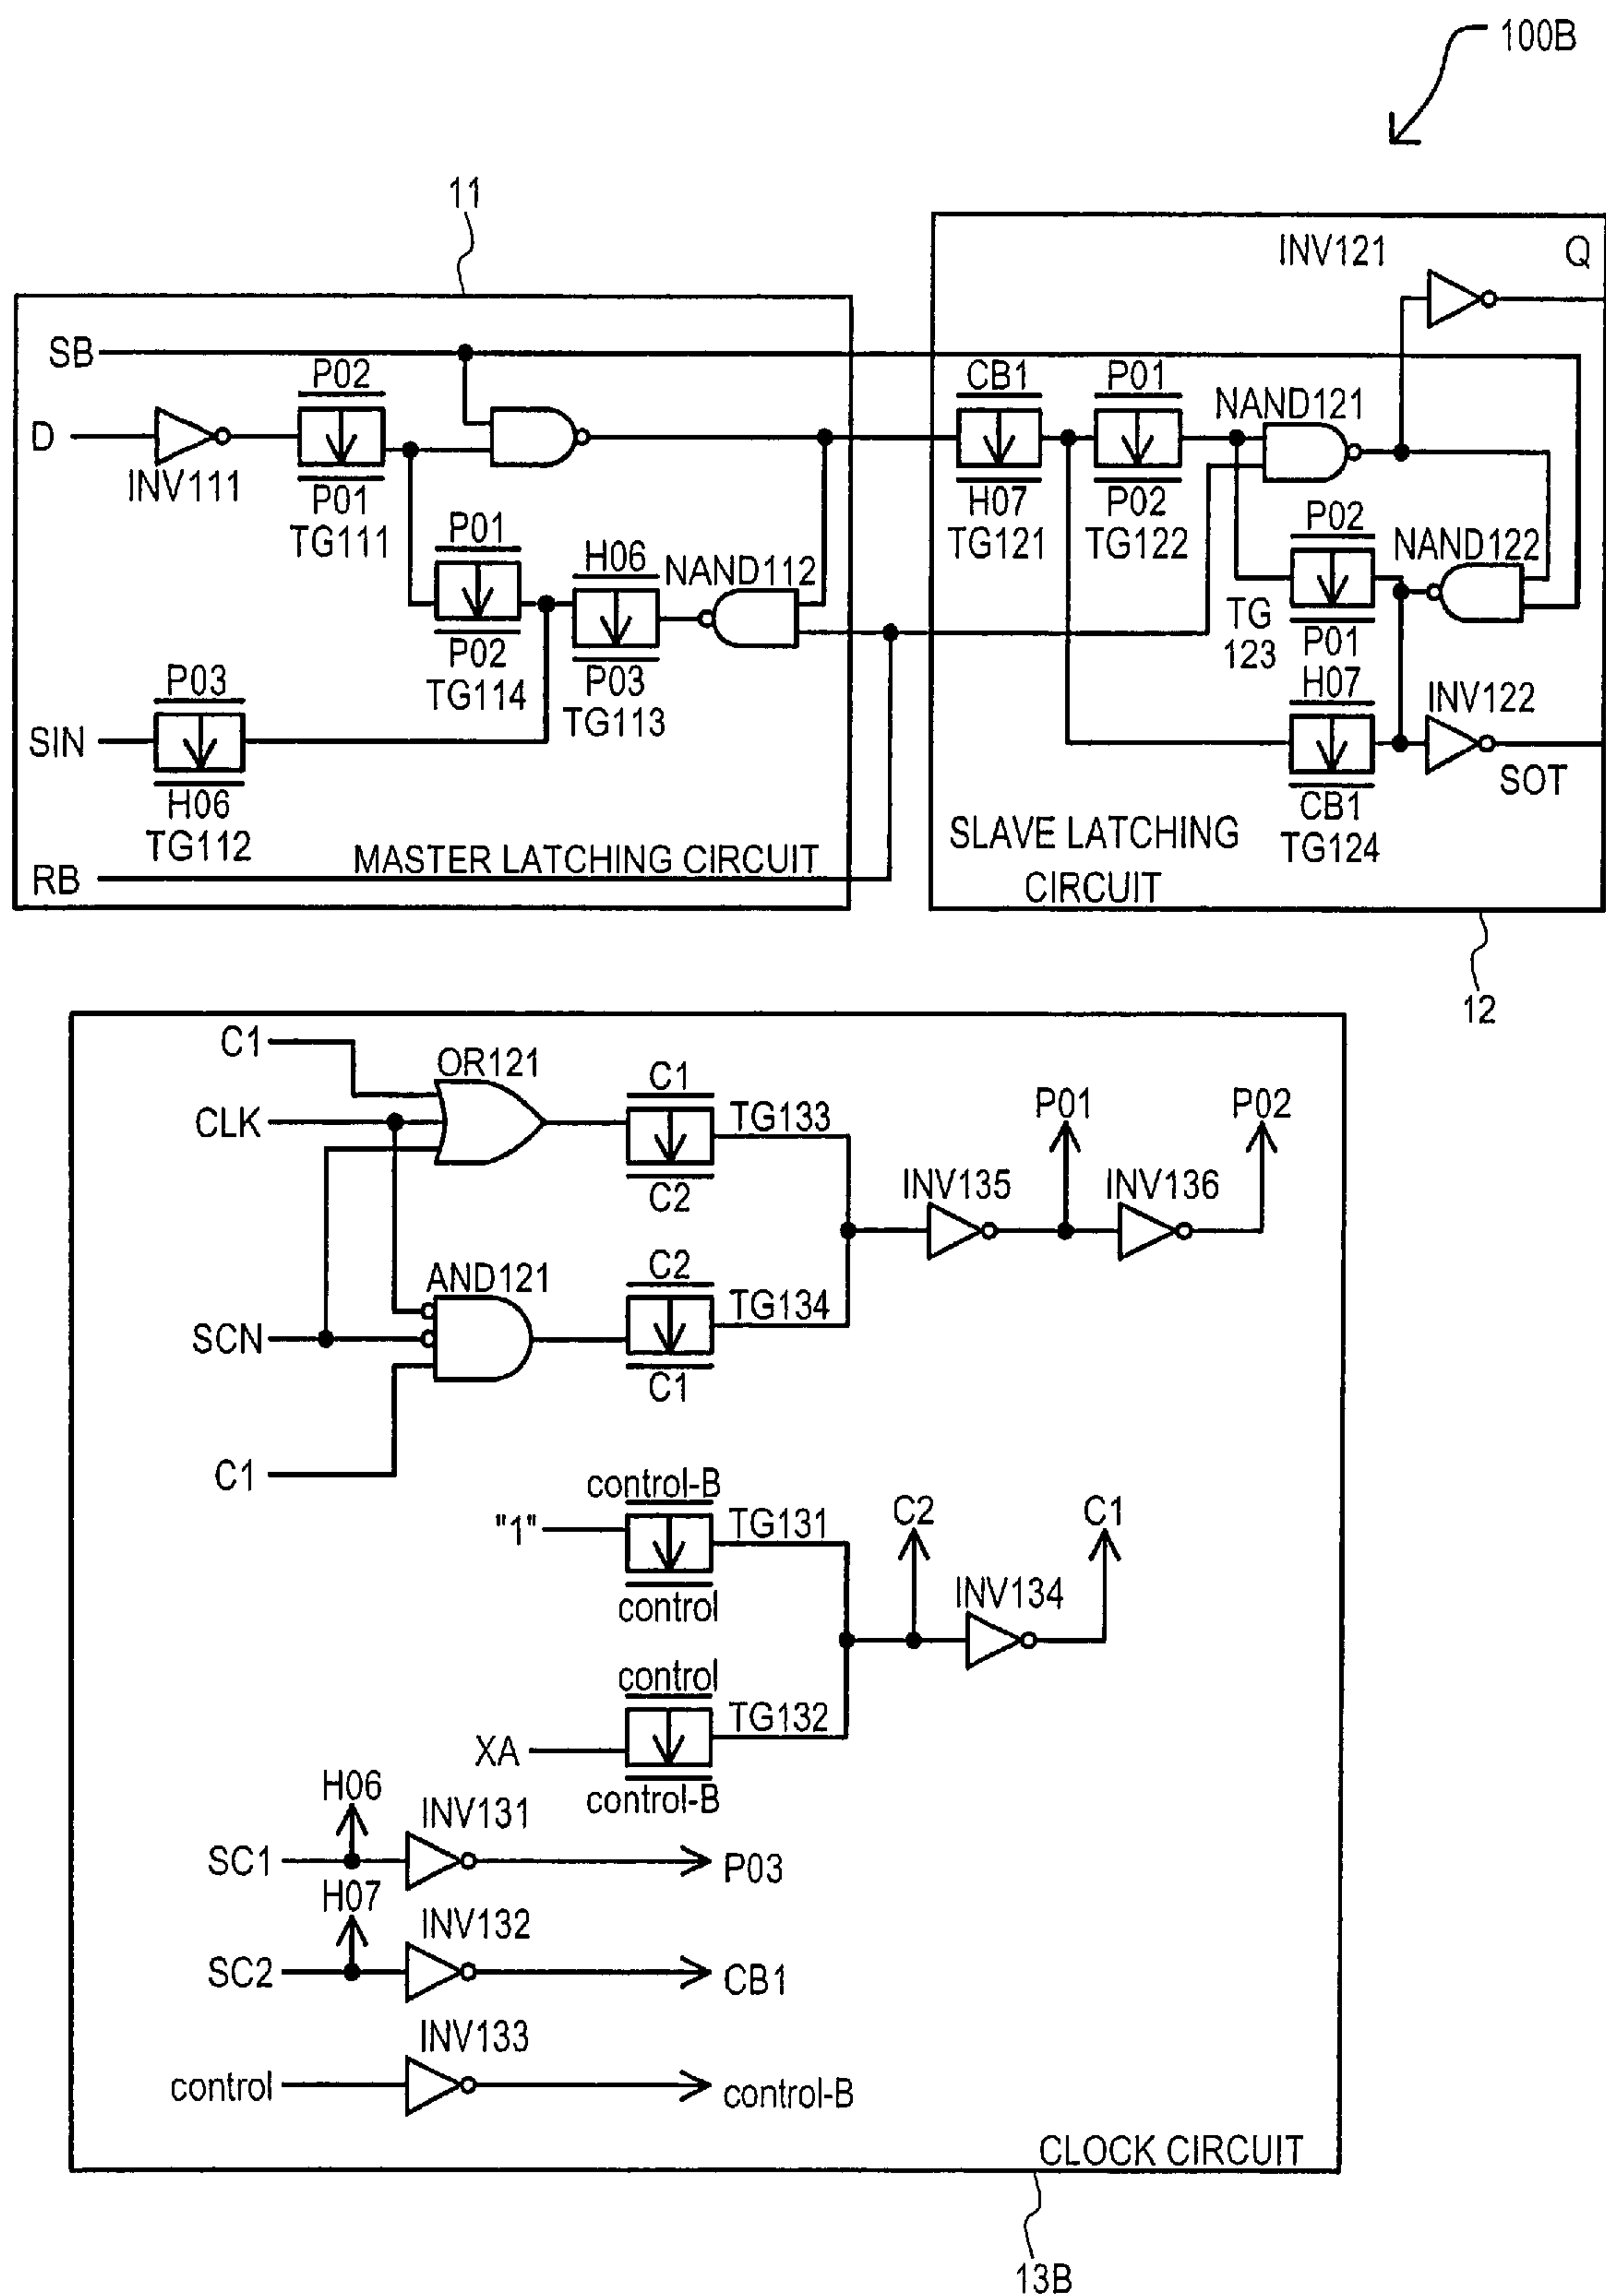 100B
11
INV121
Q
SB
P02
CB1
P01
NAND121
D
INV111
P01
TG111
H07
TG121
P02
TG122
P01
H06
NAND112
P02
NAND122
TG
123
P01
P02
TG114
P03
TG113
P03
H07
INV122
SIN
H06
TG112
SOT
CB1
TG124
RB
MASTER LATCHING CIRCUIT
SLAVE LATCHING
CIRCUIT
12
C1
OR121
C1
CLK
TG133
P01
P02
C2
INV135
INV136
AND121
C2
TG134
SCN
C1
C1
control-B
"1"
TG131
C2
C1
control
INV134
control
TG132
XA
control-B
H06
INV131
SC1
P03
H07
INV132
SC2
CB1
INV133
control
control-B
CLOCK CIRCUIT
13B